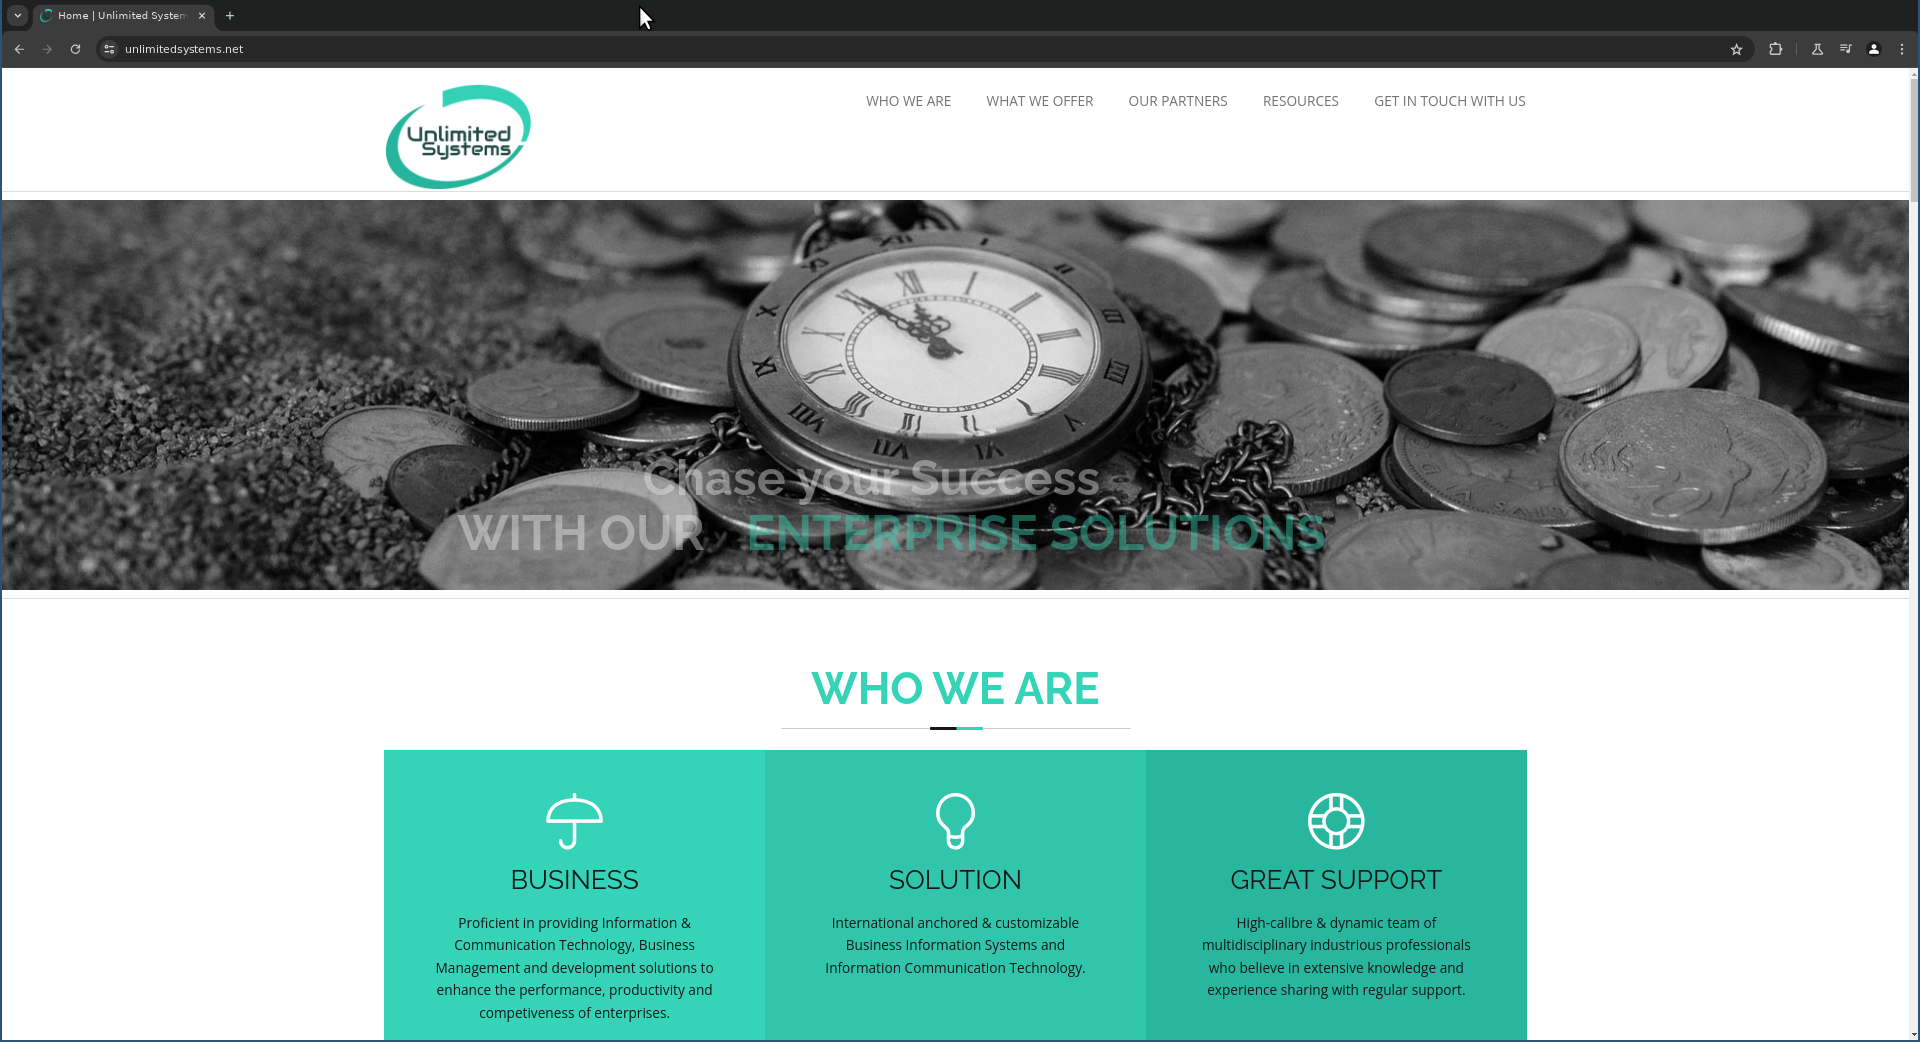 Home | Unlimited System
unlimitedsystems.net
Unlimited
Systems
WHO WE ARE
WHAT WE OFFER
OUR PARTNERS
RESOURCES
GET IN TOUCH WITH US
Chase your Success
WITH OUR ENTERPRISE SOLUTIONS
WHO WE ARE
BUSINESS
Proficient in providing Information &
Communication Technology, Business
Management and development solutions to
enhance the performance, productivity and
competiveness of enterprises.
SOLUTION
International anchored & customizable
Business Information Systems and
Information Communication Technology.
GREAT SUPPORT
High-calibre & dynamic team of
multidisciplinary industrious professionals
who believe in extensive knowledge and
experience sharing with regular support.